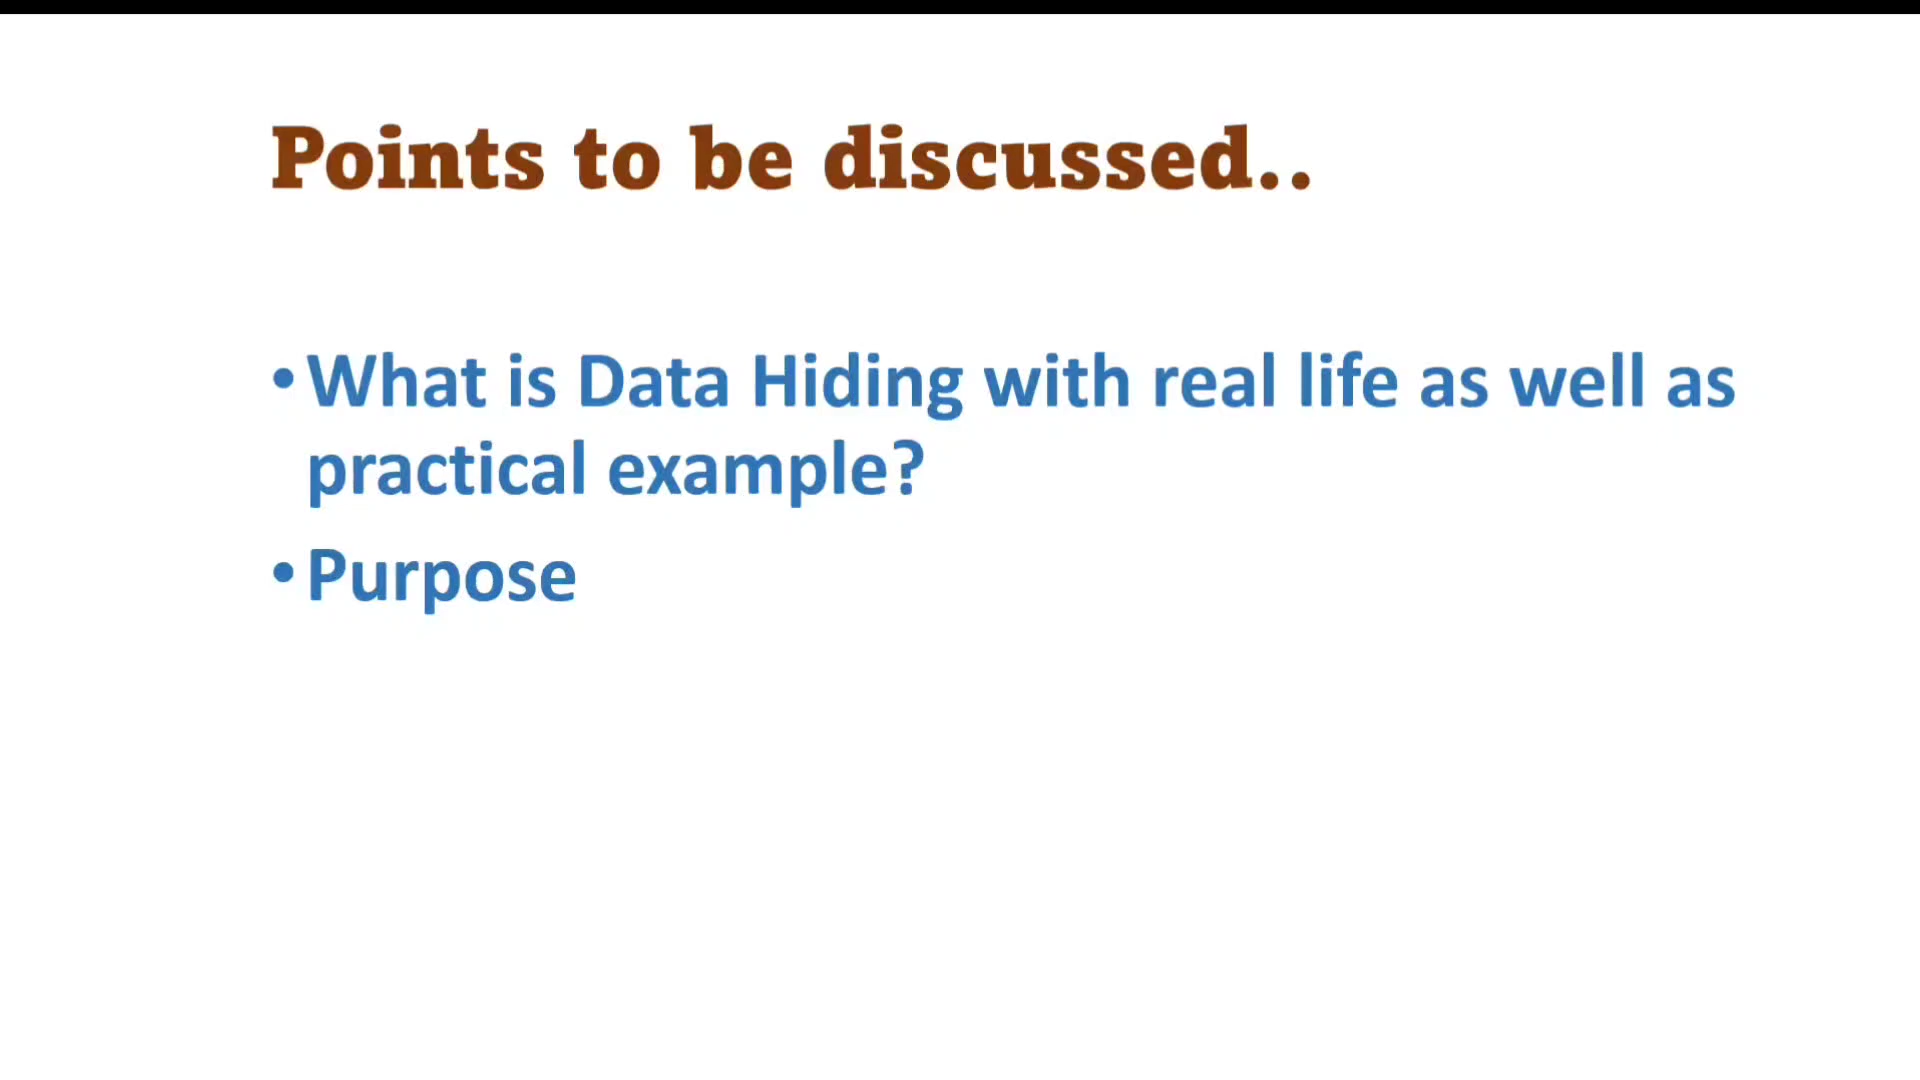 Points to be discussed..
•What is Data Hiding with real life as well as
practical example?
•Purpose